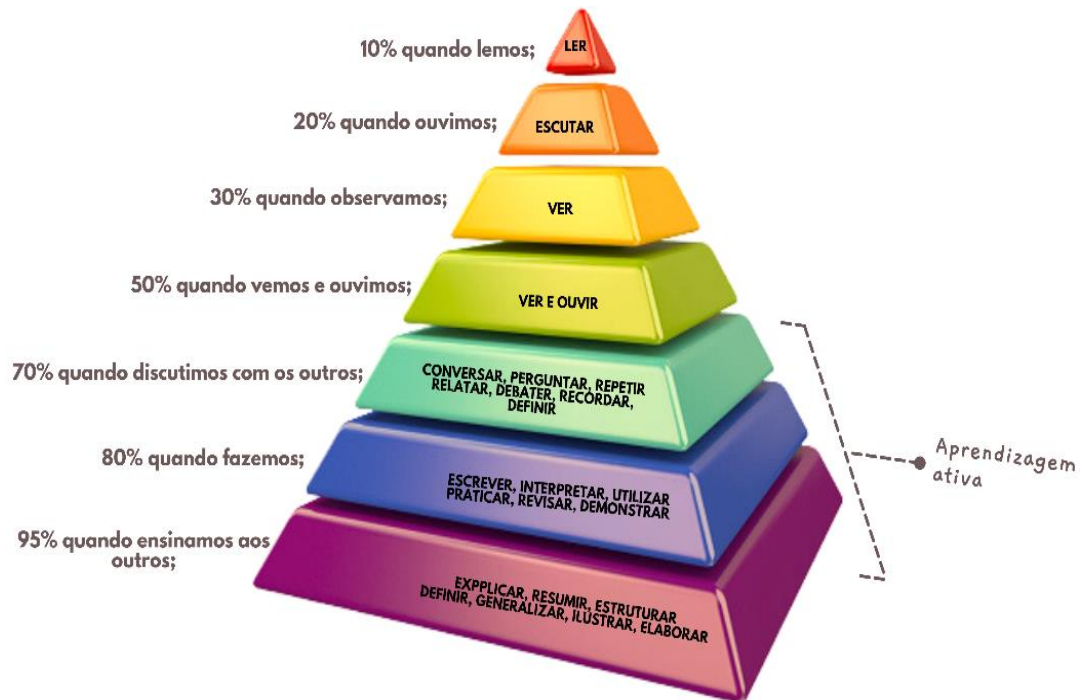 10% quando lemos;
LER
20% quando ouvimos;
ESCUTAR
30% quando observamos;
VER
50% quando vemos e ouvimos;
VER E OUVIR
70% quando discutimos com os outros;
CONVERSAR, PERGUNTAR, REPETIR
RELATAR, DEBATER, RECORDAR,
DEFINIR
80% quando fazemos;
ESCREVER, INTERPRETAR, UTILIZAR
PRATICAR, REVISAR, DEMONSTRAR
95% quando ensinamos aos
outros;
EXPPLICAR, RESUMIR, ESTRUTURAR
DEFINIR, GENERALIZAR, ILUSTRAR, ELABORAR
Aprendizagem
ativa